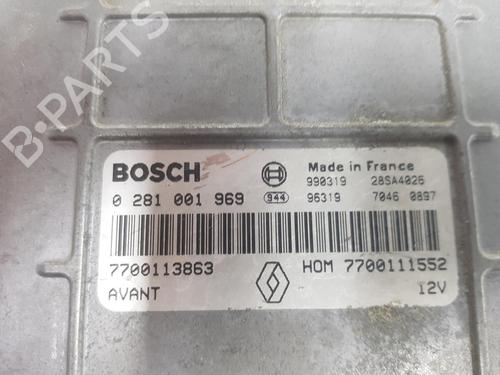 B-PARTS
BOSCH
Made in France
990319 28SA4026
0 281 001 969 944 96319 7046 0897
7700113863 HOM 7700111552
AVANT 12V